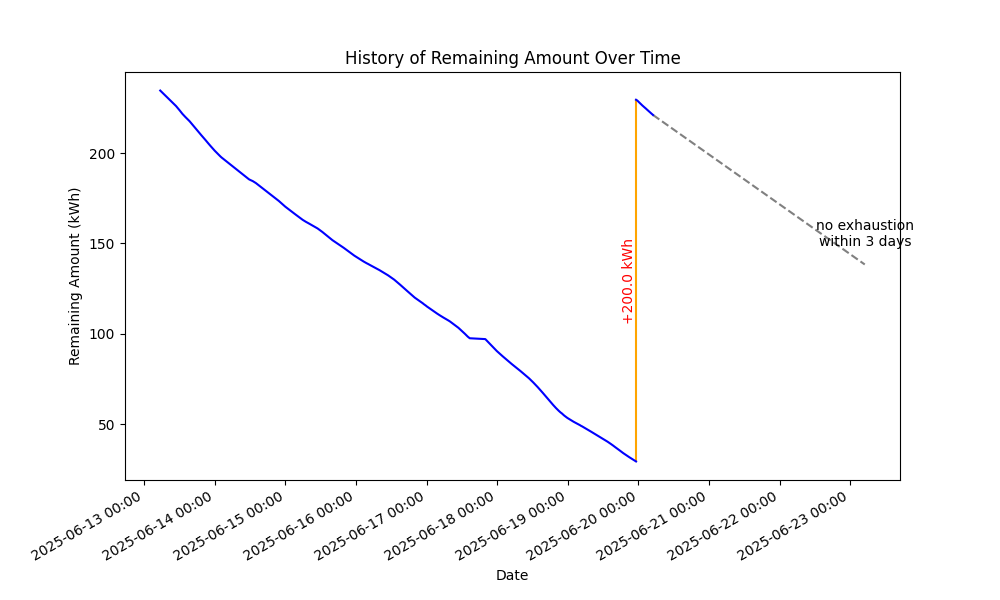 History of Remaining Amount Over Time
Remaining Amount (kWh)
200
150
100
50
+200.0 kWh
no exhaustion
within 3 days
2025-06-13 00:00
2025-06-14 00:00
2025-06-15 00:00
2025-06-16 00:00
2025-06-17 00:00
2025-06-18 00:00
2025-06-19 00:00
2025-06-20 00:00
2025-06-21 00:00
2025-06-22 00:00
2025-06-23 00:00
Date